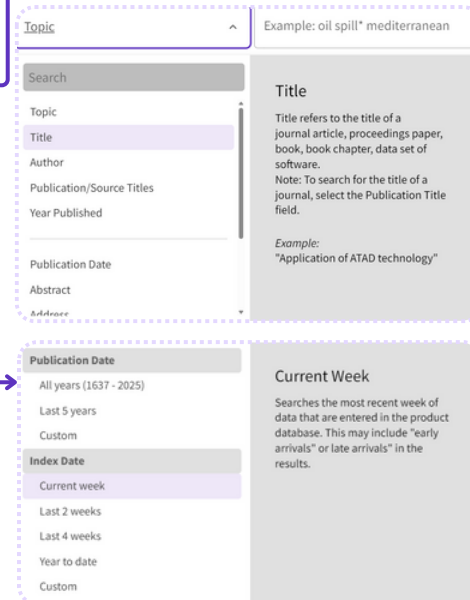 Topic
Example: oil spill* mediterranean
Search
Topic
Title
Author
Publication/Source Titles
Year Published
Publication Date
Abstract
Address
Title
Title refers to the title of a
journal article, proceedings paper,
book, book chapter, data set of
software.
Note: To search for the title of a
journal, select the Publication Title
field.
Example:
"Application of ATAD technology"
Publication Date
All years (1637 - 2025)
Last 5 years
Custom
Index Date
Current week
Last 2 weeks
Last 4 weeks
Year to date
Custom
Current Week
Searches the most recent week of
data that are entered in the product
database. This may include "early
arrivals" or late arrivals" in the
results.